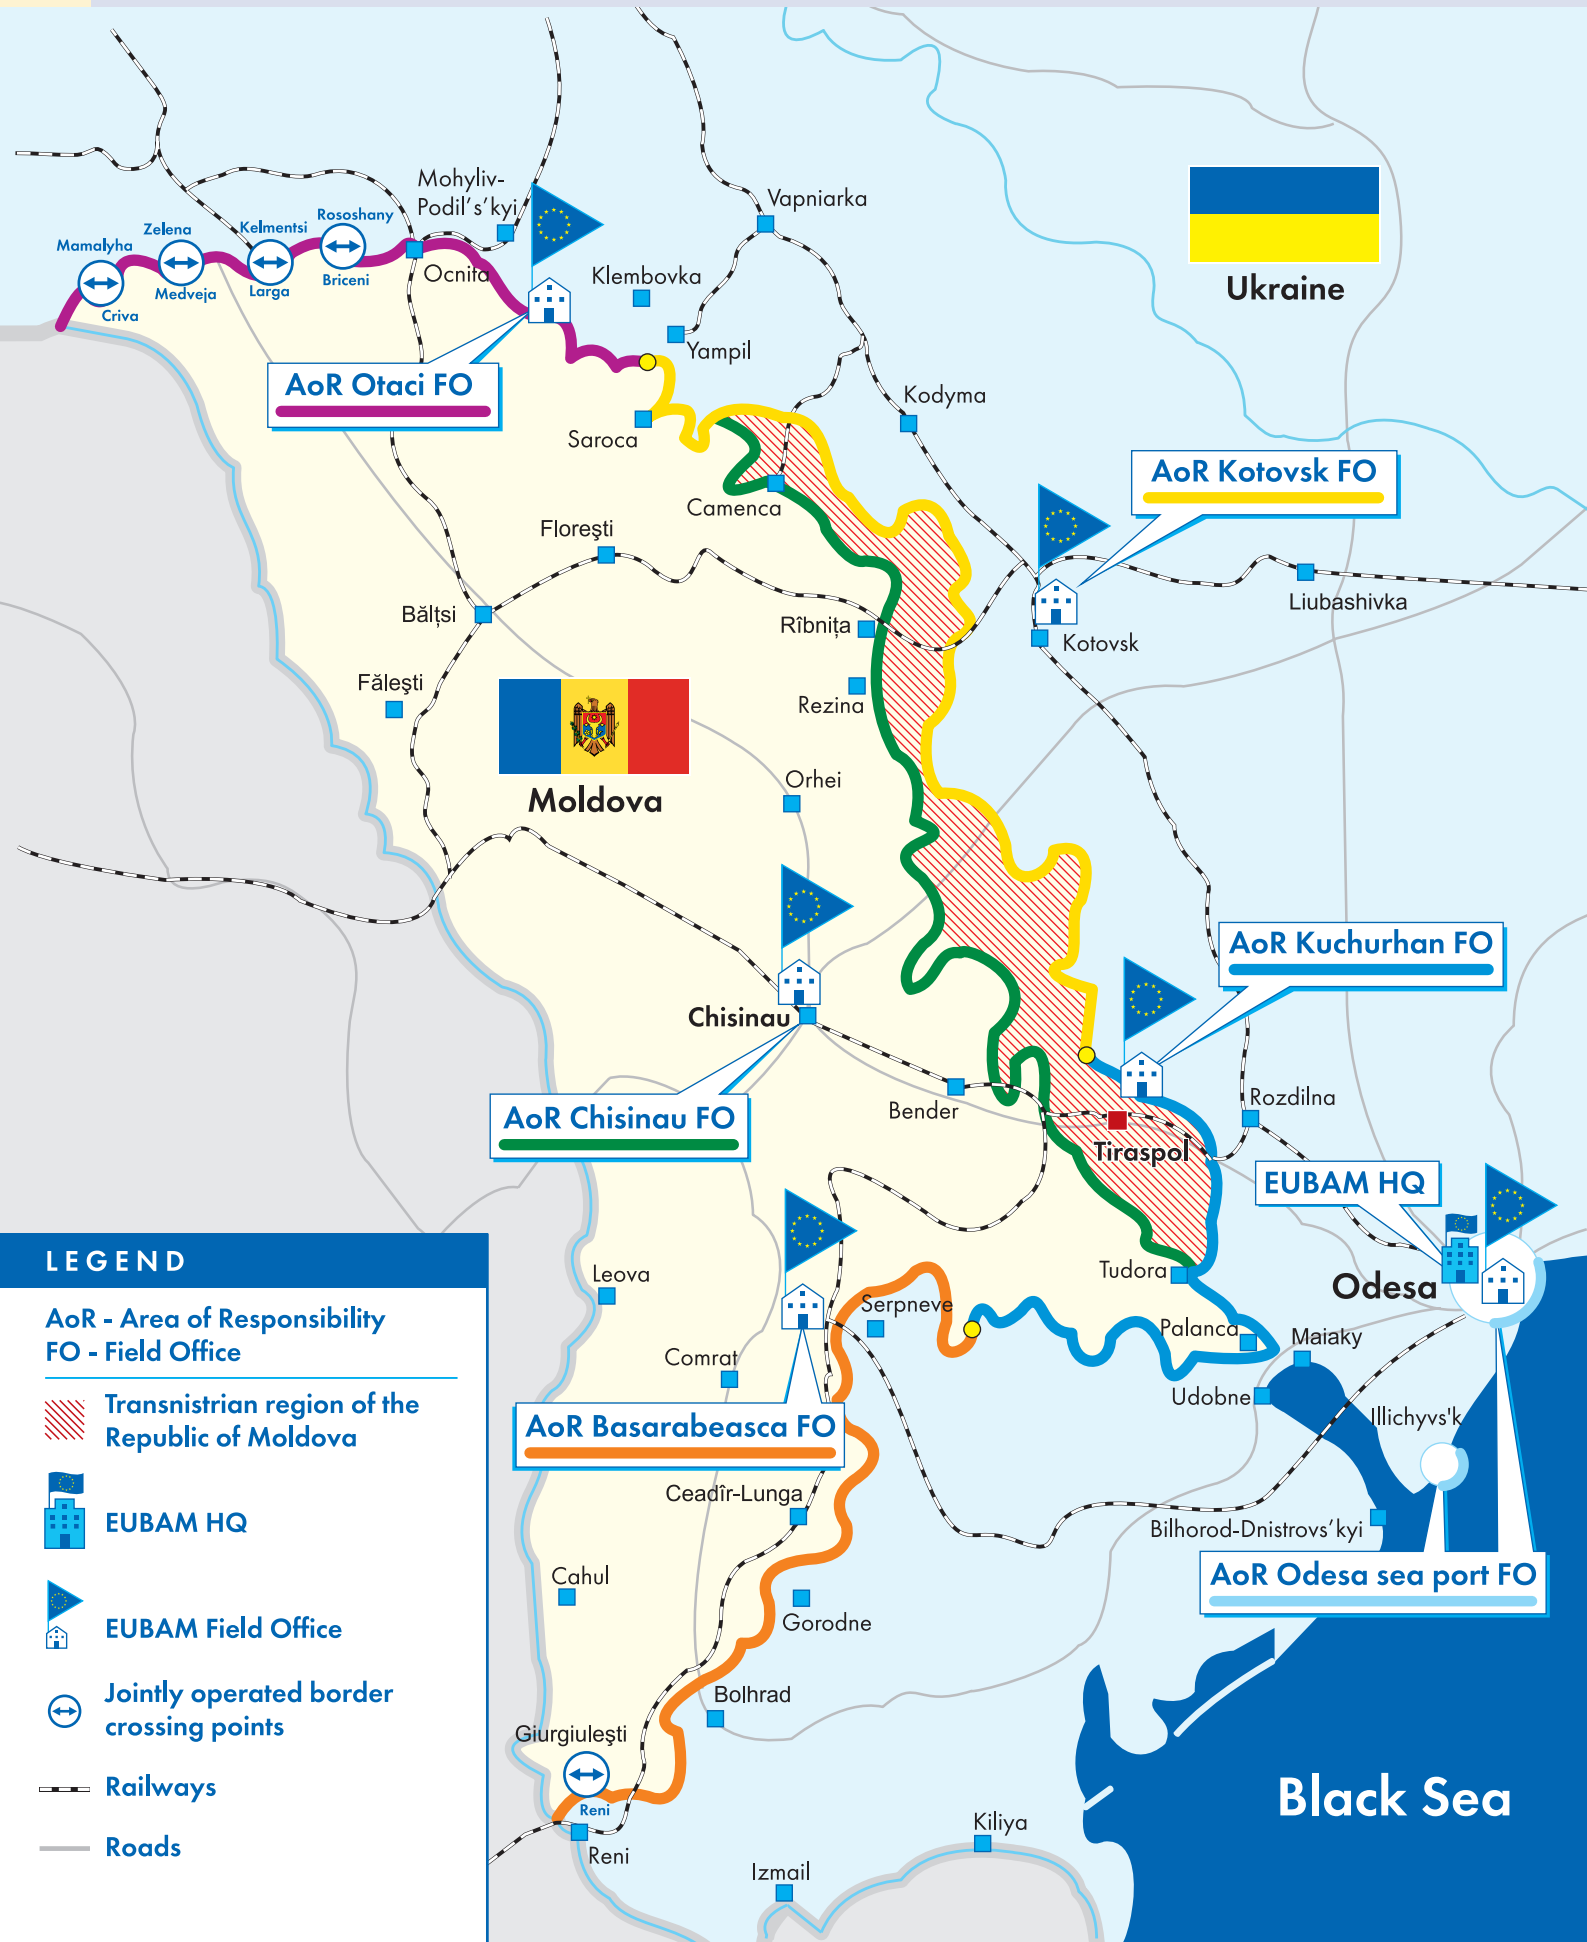 Mohyliv-
Podil's'kyi
Vapniarka
Rososhany
Kelmentsi
Zelena
Mamalyha
Ukraine
Ocnita
Klembovka
Briceni
Larga
Medveja
Criva
Yampil
AoR Otaci FO
Kodyma
Saroca
AoR Kotovsk FO
Camenca
Floreşti
Liubashivka
Bălțsi
Rîbnița
Kotovsk
Făleşti
Rezina
Orhei
Moldova
AoR Kuchurhan FO
Chisinau
Rozdilna
Bender
AoR Chisinau FO
Tiraspol
EUBAM HQ
Tudora
Odesa
Leova
Serpneve
Palanca
Maiaky
Comrat
Udobne
Illichyvs'k
AoR Basarabeasca FO
Ceadîr-Lunga
Bilhorod-Dnistrovs'kyi
Cahul
AoR Odesa sea port FO
Gorodne
Bolhrad
Giurgiuleşti
Reni
Black Sea
Kiliya
Reni
Izmail
LEGEND
AoR - Area of Responsibility
FO - Field Office
Transnistrian region of the
Republic of Moldova
EUBAM HQ
EUBAM Field Office
Jointly operated border
crossing points
Railways
Roads